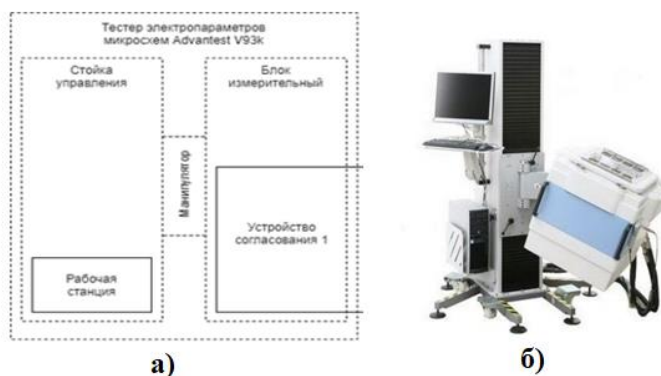 Тестер электропараметров
микросхем Advantest V93k
Стойка
управления
Блок
измерительный
Манипулятор
Устройство
согласования 1
Рабочая
станция
а)
б)